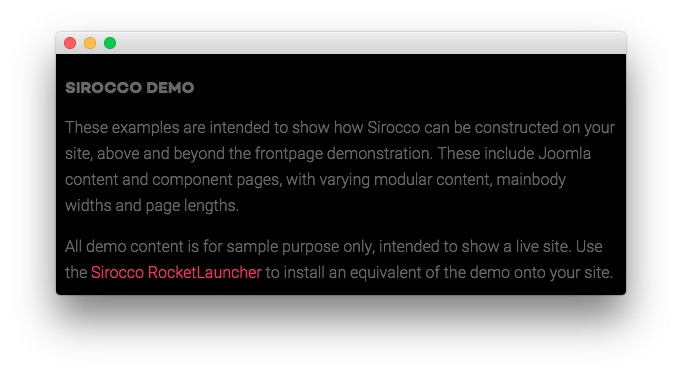 SIROCCO DEMO
These examples are intended to show how Sirocco can be constructed on your
site, above and beyond the frontpage demonstration. These include Joomla
content and component pages, with varying modular content, mainbody
widths and page lengths.
All demo content is for sample purpose only, intended to show a live site. Use
the Sirocco RocketLauncher to install an equivalent of the demo onto your site.